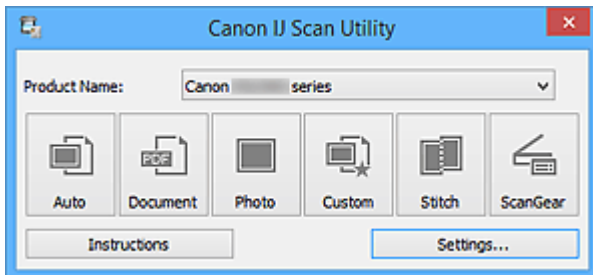 Canon IJ Scan Utility
Product Name: Canon series
PDF
Auto Document Photo Custom Stitch ScanGear
Instructions Settings...